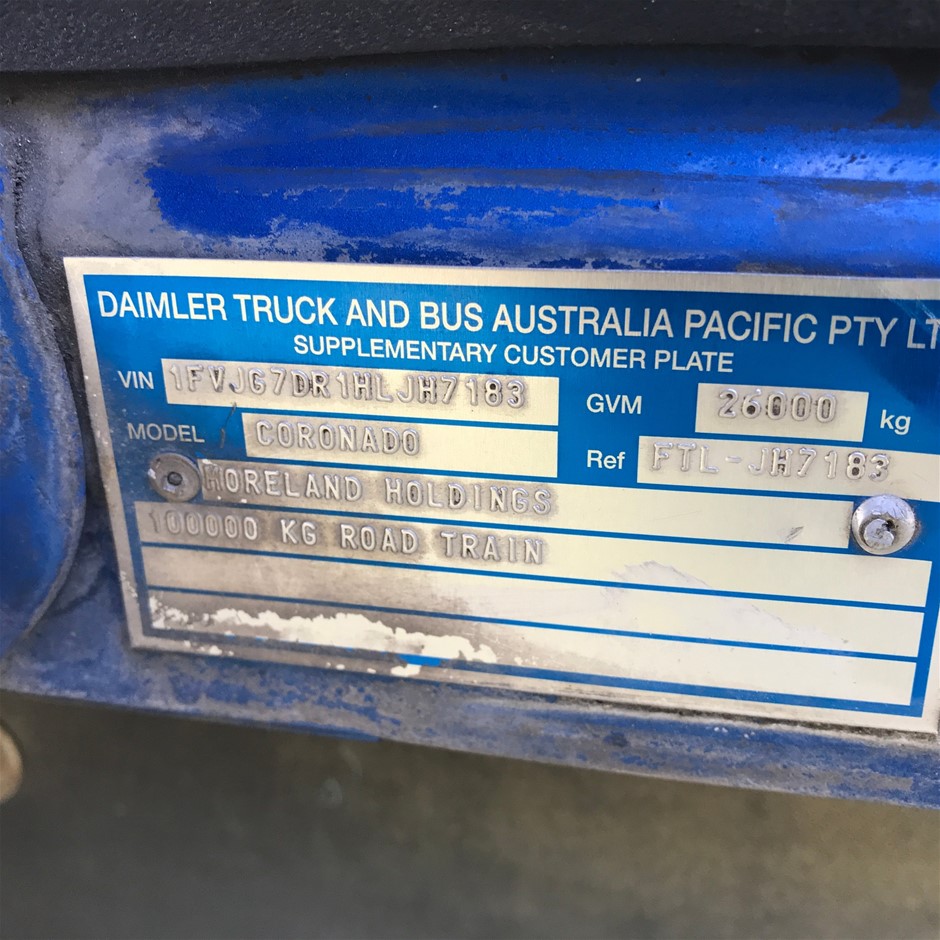 DAIMLER TRUCK AND BUS AUSTRALIA PACIFIC PTY LT
SUPPLEMENTARY CUSTOMER PLATE
VIN 1FVJG7DR1HLJH7183 GVM 26000 kg
MODEL CORONADO Ref FTL-JH7183
MORELAND HOLDINGS
100000 KG ROAD TRAIN